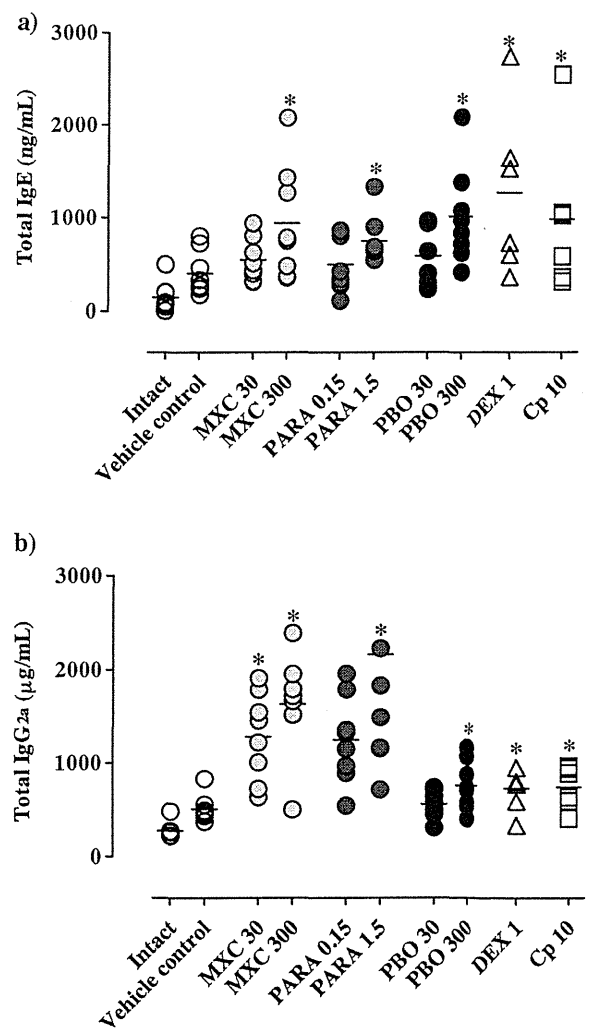 a)
Total IgE (ng/mL)
3000
2000
1000
0
* * * * *
Intact
Vehicle control
MXC 30
MXC 300
PARA 0.15
PARA 1.5
PBO 30
PBO 300
DEX 1
Cp 10
b)
Total IgG2a (μg/mL)
3000
2000
1000
0
* * * * * *
Intact
Vehicle control
MXC 30
MXC 300
PARA 0.15
PARA 1.5
PBO 30
PBO 300
DEX 1
Cp 10